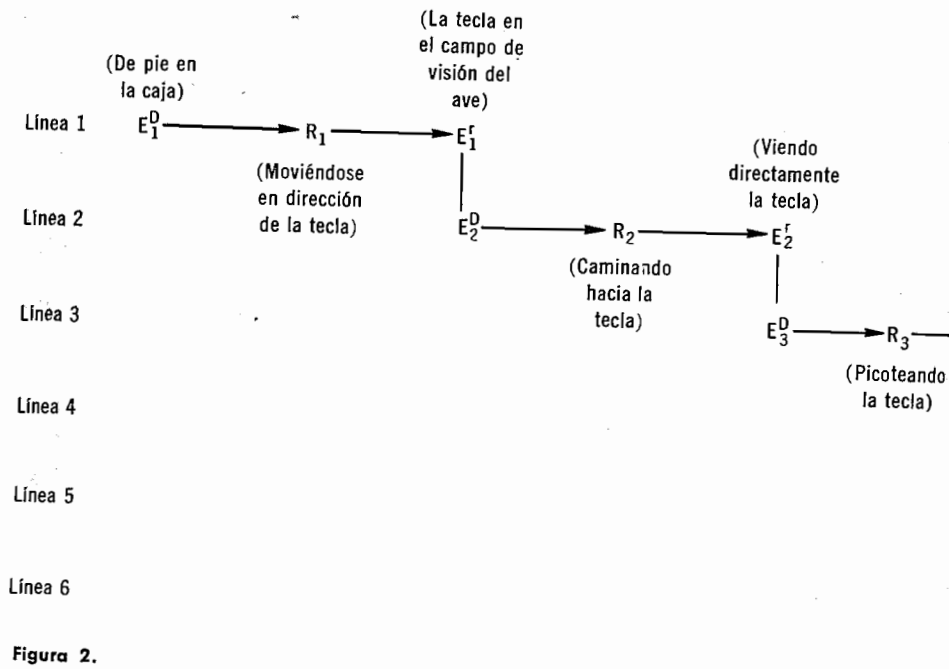 (La tecla en
el campo de
visión del
ave)
(De pie en
la caja)
Línea 1
E₁ᴰ
R₁
E₁ʳ
(Moviéndose
en dirección
de la tecla)
(Viendo
directamente
la tecla)
Línea 2
E₂ᴰ
R₂
E₂ʳ
(Caminando
hacia la
tecla)
Línea 3
E₃ᴰ
R₃
(Picoteando
la tecla)
Línea 4
Línea 5
Línea 6
Figura 2.